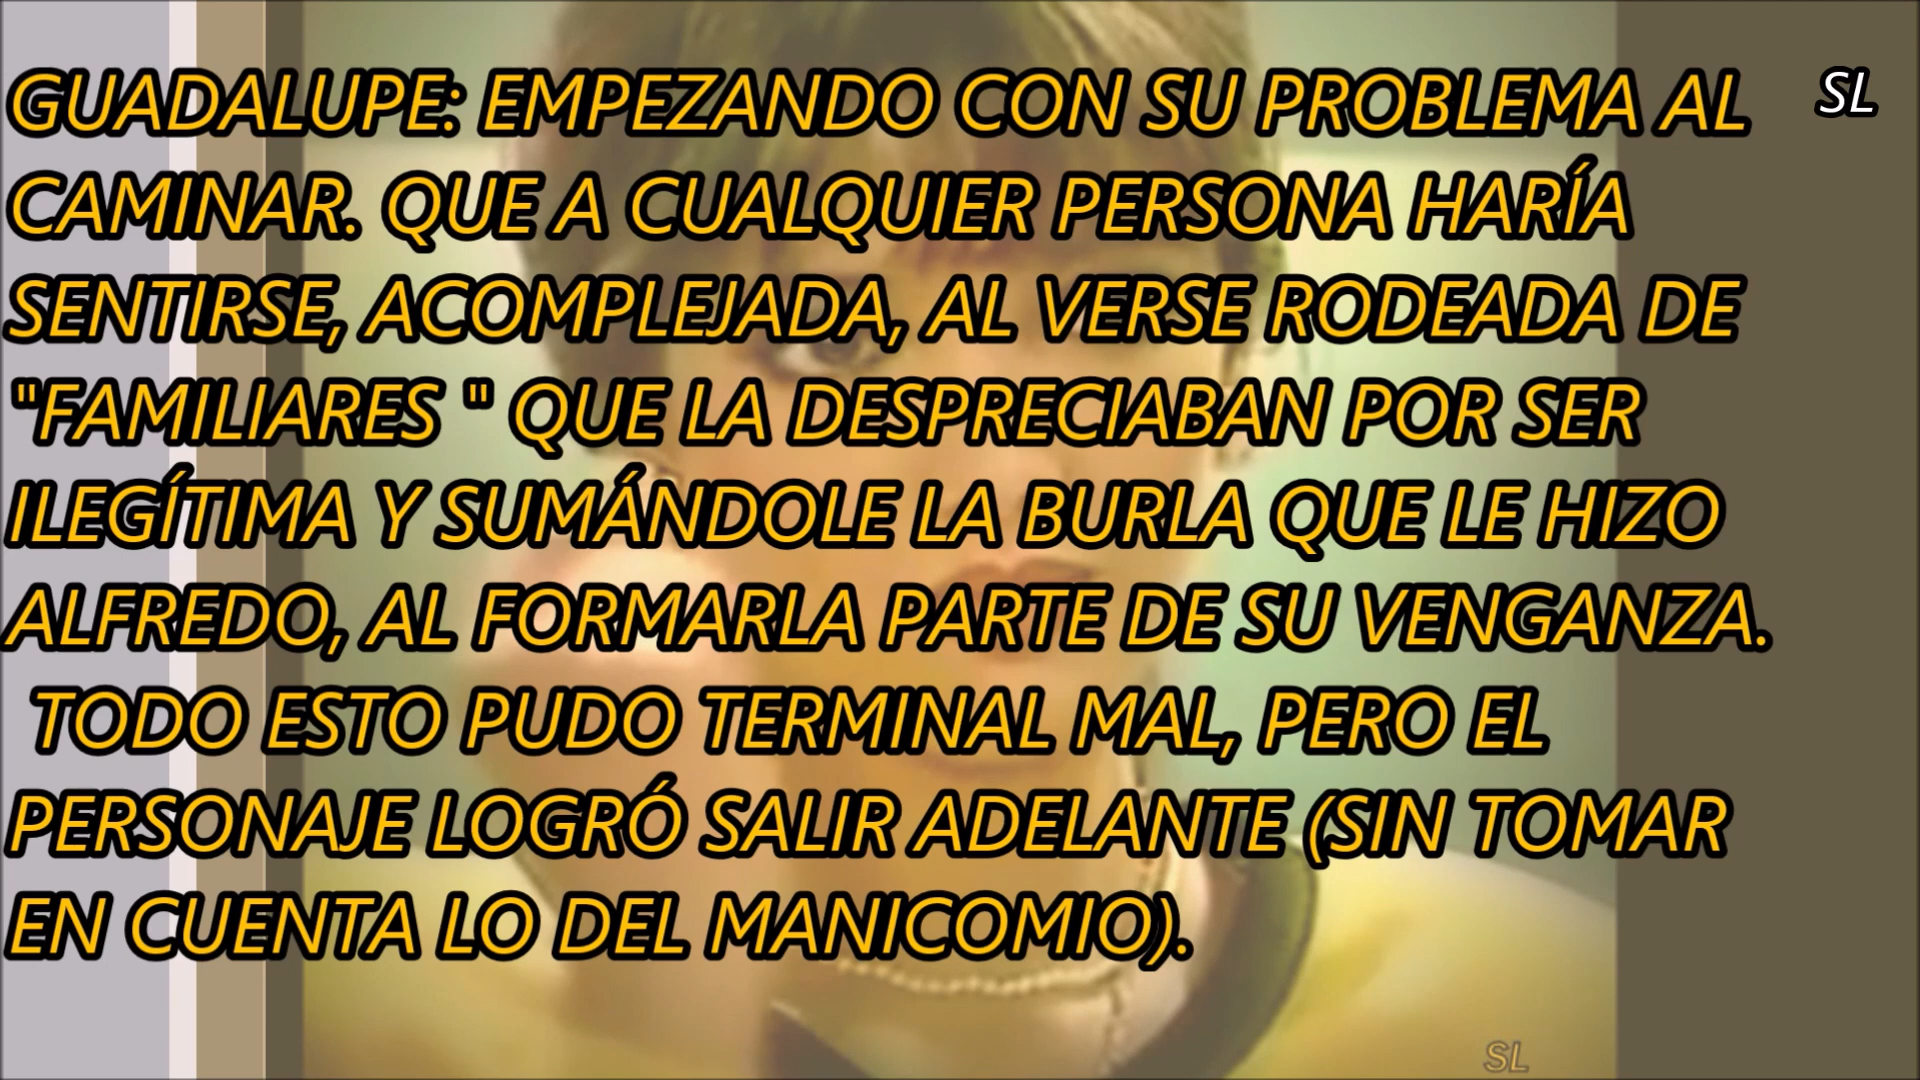 GUADALUPE: EMPEZANDO CON SU PROBLEMA AL
SL
CAMINAR. QUE A CUALQUIER PERSONA HARÍA
SENTIRSE, ACOMPLEJADA, AL VERSE RODEADA DE
"FAMILIARES " QUE LA DESPRECIABAN POR SER
ILEGÍTIMA Y SUMÁNDOLE LA BURLA QUE LE HIZO
ALFREDO, AL FORMARLA PARTE DE SU VENGANZA.
TODO ESTO PUDO TERMINAL MAL, PERO EL
PERSONAJE LOGRÓ SALIR ADELANTE (SIN TOMAR
EN CUENTA LO DEL MANICOMIO).
SL